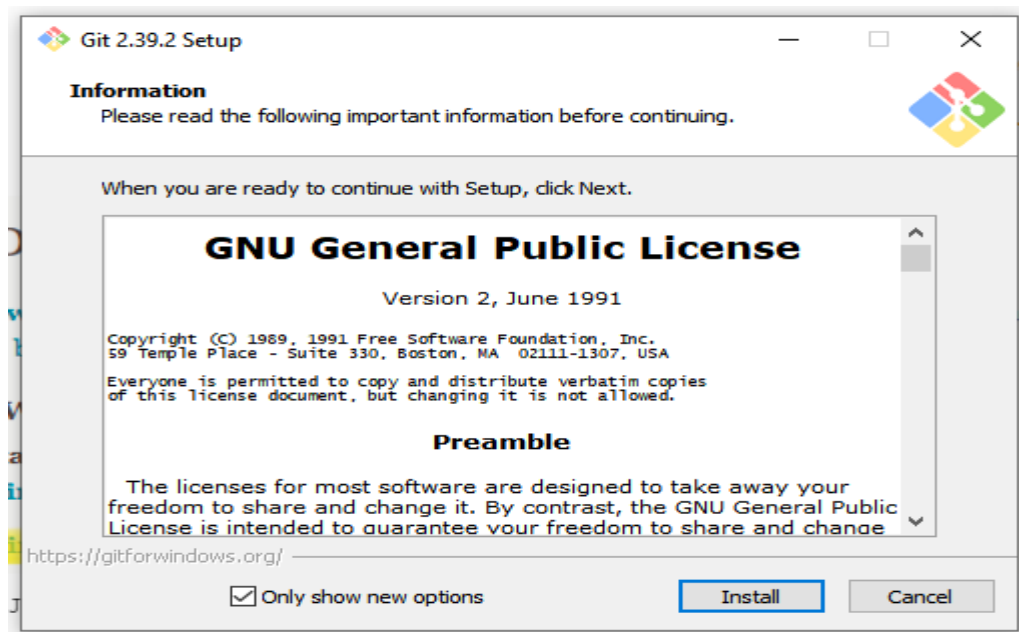 Git 2.39.2 Setup
Information
Please read the following important information before continuing.
When you are ready to continue with Setup, click Next.
GNU General Public License
Version 2, June 1991
Copyright (C) 1989, 1991 Free Software Foundation, Inc.
59 Temple Place - Suite 330, Boston, MA 02111-1307, USA
Everyone is permitted to copy and distribute verbatim copies
of this license document, but changing it is not allowed.
Preamble
The licenses for most software are designed to take away your
freedom to share and change it. By contrast, the GNU General Public
License is intended to guarantee your freedom to share and change
https://gitforwindows.org/
Only show new options
Install
Cancel